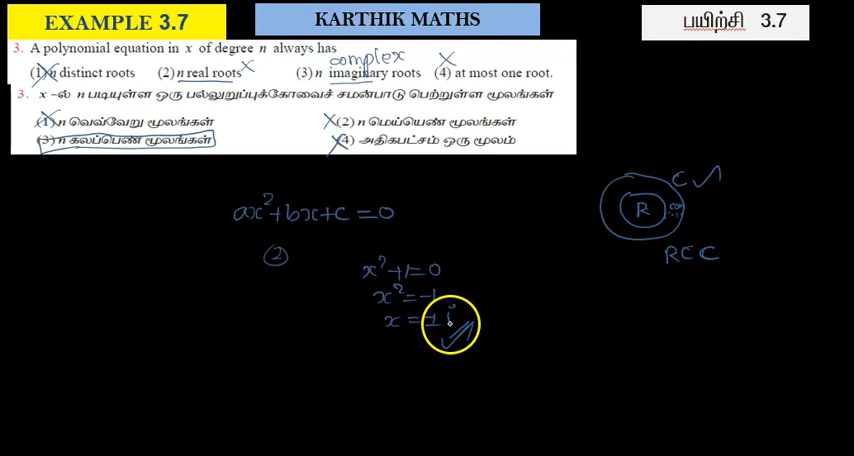 EXAMPLE 3.7
KARTHIK MATHS
பயிற்சி 3.7
3. A polynomial equation in x of degree n always has
complex
(1) n distinct roots (2) n real roots (3) n imaginary roots (4) at most one root.
3. x -ல் n படியுள்ள ஒரு பல்லுறுப்புக்கோவைச் சமன்பாடு பெற்றுள்ள மூலங்கள்
(1) n வெவ்வேறு மூலங்கள் (2) n மெய்யெண் மூலங்கள்
(3) n கலப்பெண் மூலங்கள் (4) அதிகபட்சம் ஒரு மூலம்
C
R
ax²+bx+c=0
R⊂C
2
x²+1=0
x²=-1
x=±i